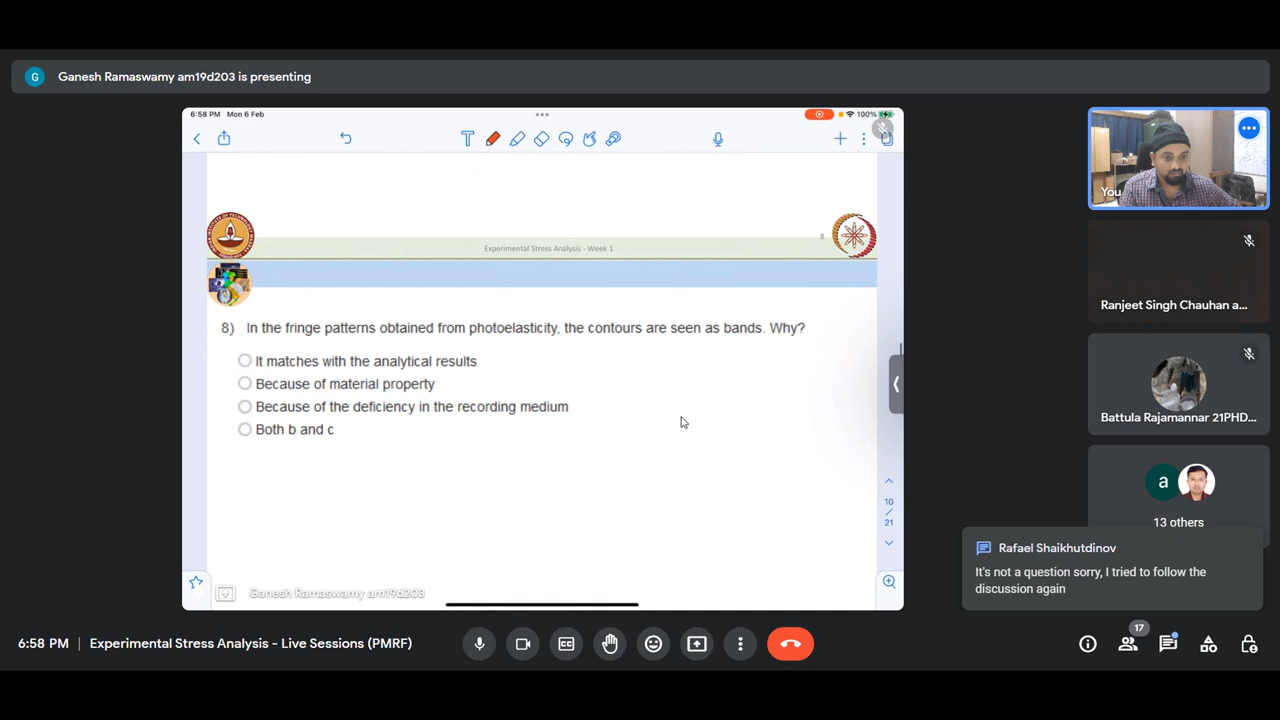 G Ganesh Ramaswamy am19d203 is presenting
6:58 PM Mon 6 Feb
100%
T
8
Experimental Stress Analysis - Week 1
8) In the fringe patterns obtained from photoelasticity, the contours are seen as bands. Why?
It matches with the analytical results
Because of material property
Because of the deficiency in the recording medium
Both b and c
10
/
21
Ganesh Ramaswamy am19d203
You
Ranjeet Singh Chauhan a...
Battula Rajamannar 21PHD...
a
13 others
Rafael Shaikhutdinov
It's not a question sorry, I tried to follow the
discussion again
6:58 PM | Experimental Stress Analysis - Live Sessions (PMRF)
17